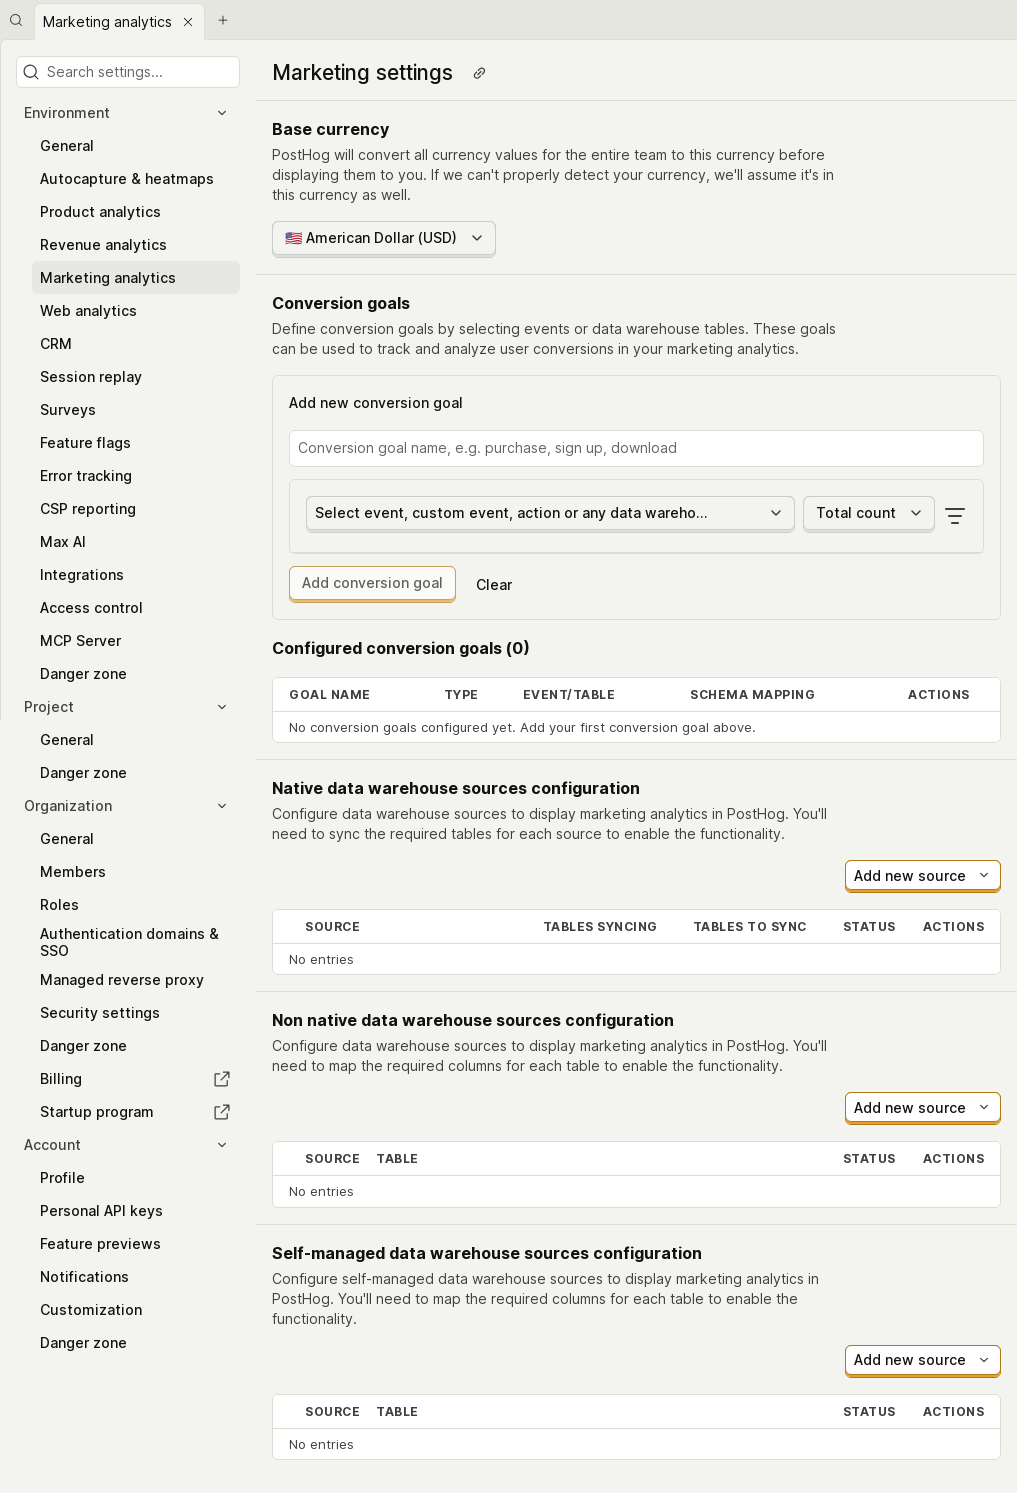 Marketing analytics
Search settings...
Environment
General
Autocapture & heatmaps
Product analytics
Revenue analytics
Marketing analytics
Web analytics
CRM
Session replay
Surveys
Feature flags
Error tracking
CSP reporting
Max AI
Integrations
Access control
MCP Server
Danger zone
Project
General
Danger zone
Organization
General
Members
Roles
Authentication domains &
SSO
Managed reverse proxy
Security settings
Danger zone
Billing
Startup program
Account
Profile
Personal API keys
Feature previews
Notifications
Customization
Danger zone
Marketing settings
Base currency
PostHog will convert all currency values for the entire team to this currency before
displaying them to you. If we can't properly detect your currency, we'll assume it's in
this currency as well.
🇺🇸 American Dollar (USD)
Conversion goals
Define conversion goals by selecting events or data warehouse tables. These goals
can be used to track and analyze user conversions in your marketing analytics.
Add new conversion goal
Conversion goal name, e.g. purchase, sign up, download
Select event, custom event, action or any data wareho... Total count
Add conversion goal Clear
Configured conversion goals (0)
GOAL NAME TYPE EVENT/TABLE SCHEMA MAPPING ACTIONS
No conversion goals configured yet. Add your first conversion goal above.
Native data warehouse sources configuration
Configure data warehouse sources to display marketing analytics in PostHog. You'll
need to sync the required tables for each source to enable the functionality.
Add new source
SOURCE TABLES SYNCING TABLES TO SYNC STATUS ACTIONS
No entries
Non native data warehouse sources configuration
Configure data warehouse sources to display marketing analytics in PostHog. You'll
need to map the required columns for each table to enable the functionality.
Add new source
SOURCE TABLE STATUS ACTIONS
No entries
Self-managed data warehouse sources configuration
Configure self-managed data warehouse sources to display marketing analytics in
PostHog. You'll need to map the required columns for each table to enable the
functionality.
Add new source
SOURCE TABLE STATUS ACTIONS
No entries